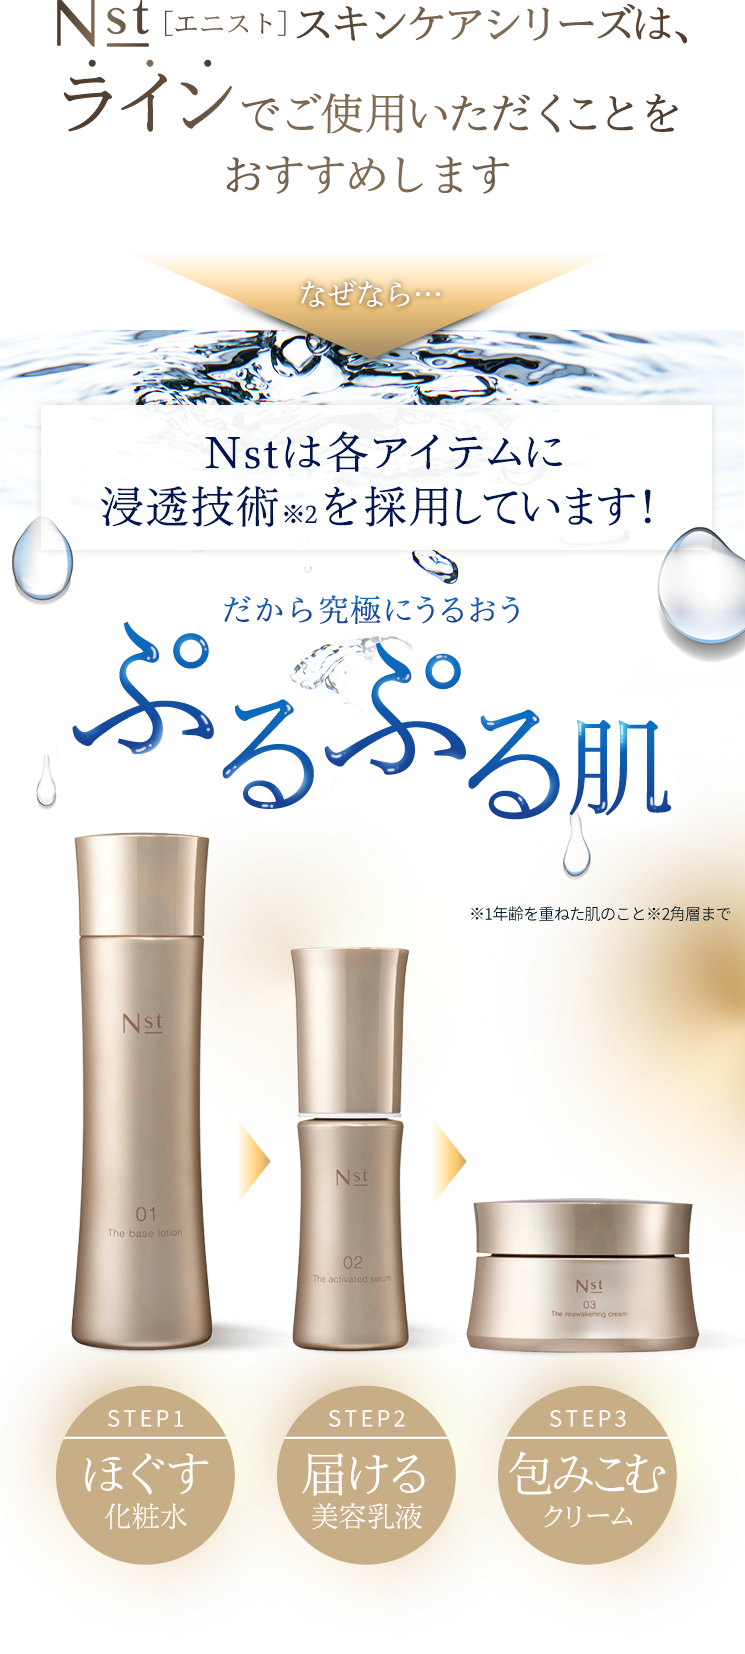 Nst［エニスト］スキンケアシリーズは、
ラインでご使用いただくことを
おすすめします
なぜなら…
Nstは各アイテムに
浸透技術※2を採用しています！
だから究極にうるおう
ぷるぷる肌
※1年齢を重ねた肌のこと※2角層まで
Nst
01
The base lotion
Nst
02
The activated serum
Nst
03
The reawakening cream
STEP1
ほぐす
化粧水
STEP2
届ける
美容乳液
STEP3
包みこむ
クリーム